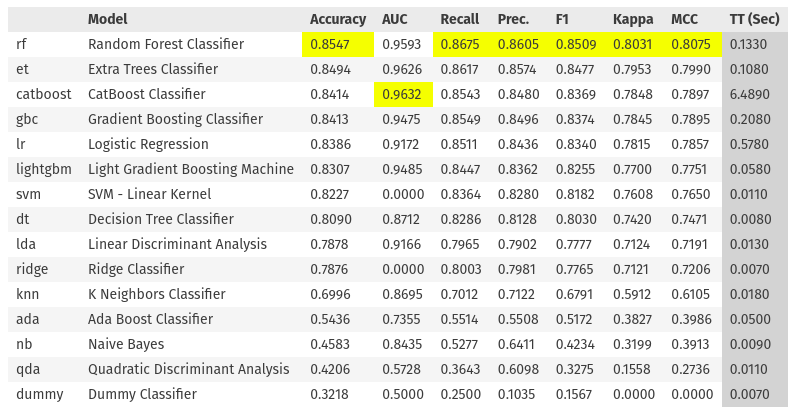 Model Accuracy AUC Recall Prec. F1 Kappa MCC TT (Sec)
rf Random Forest Classifier 0.8547 0.9593 0.8675 0.8605 0.8509 0.8031 0.8075 0.1330
et Extra Trees Classifier 0.8494 0.9626 0.8617 0.8574 0.8477 0.7953 0.7990 0.1080
catboost CatBoost Classifier 0.8414 0.9632 0.8543 0.8480 0.8369 0.7848 0.7897 6.4890
gbc Gradient Boosting Classifier 0.8413 0.9475 0.8549 0.8496 0.8374 0.7845 0.7895 0.2080
lr Logistic Regression 0.8386 0.9172 0.8511 0.8436 0.8340 0.7815 0.7857 0.5780
lightgbm Light Gradient Boosting Machine 0.8307 0.9485 0.8447 0.8362 0.8255 0.7700 0.7751 0.0580
svm SVM - Linear Kernel 0.8227 0.0000 0.8364 0.8280 0.8182 0.7608 0.7650 0.0110
dt Decision Tree Classifier 0.8090 0.8712 0.8286 0.8128 0.8030 0.7420 0.7471 0.0080
lda Linear Discriminant Analysis 0.7878 0.9166 0.7965 0.7902 0.7777 0.7124 0.7191 0.0130
ridge Ridge Classifier 0.7876 0.0000 0.8003 0.7981 0.7765 0.7121 0.7206 0.0070
knn K Neighbors Classifier 0.6996 0.8695 0.7012 0.7122 0.6791 0.5912 0.6105 0.0180
ada Ada Boost Classifier 0.5436 0.7355 0.5514 0.5508 0.5172 0.3827 0.3986 0.0500
nb Naive Bayes 0.4583 0.8435 0.5277 0.6411 0.4234 0.3199 0.3913 0.0090
qda Quadratic Discriminant Analysis 0.4206 0.5728 0.3643 0.6098 0.3275 0.1558 0.2736 0.0110
dummy Dummy Classifier 0.3218 0.5000 0.2500 0.1035 0.1567 0.0000 0.0000 0.0070